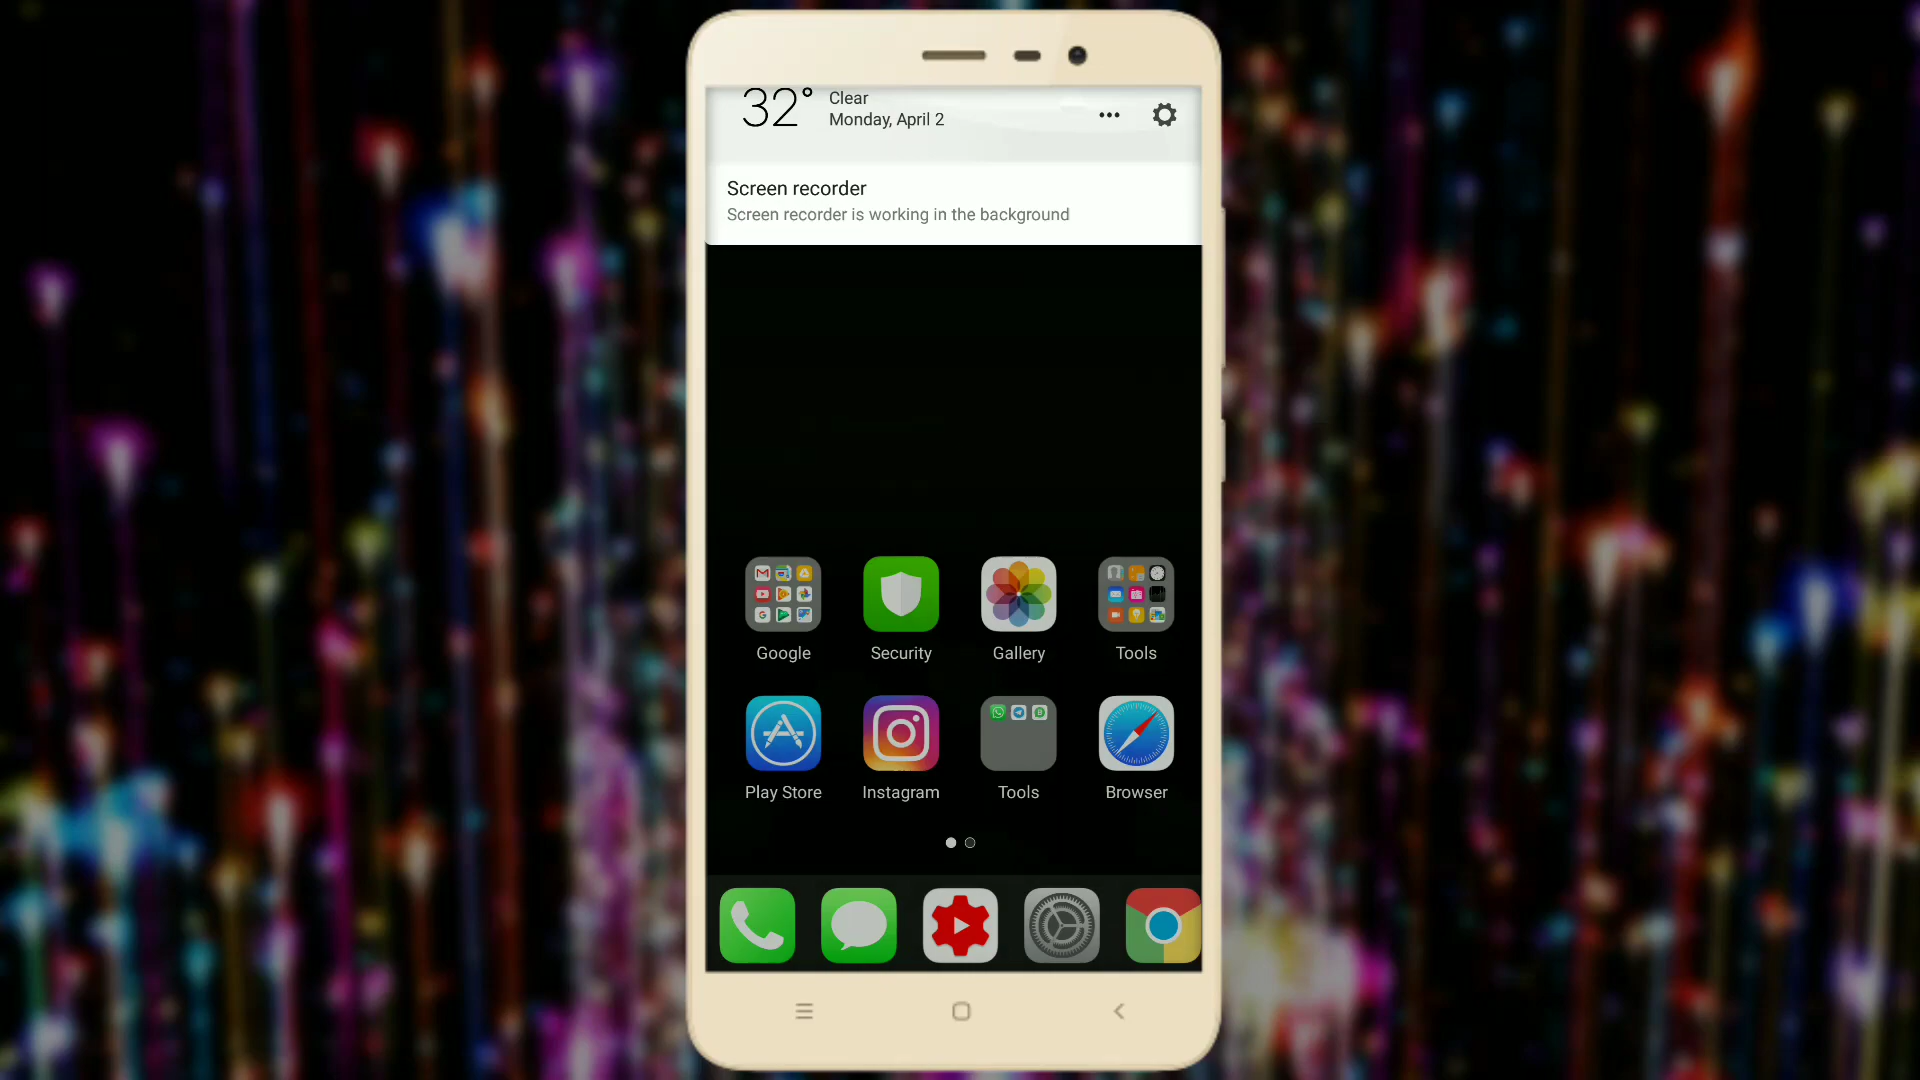 32° Clear
Monday, April 2
Screen recorder
Screen recorder is working in the background
Google Security Gallery Tools
Play Store Instagram Tools Browser